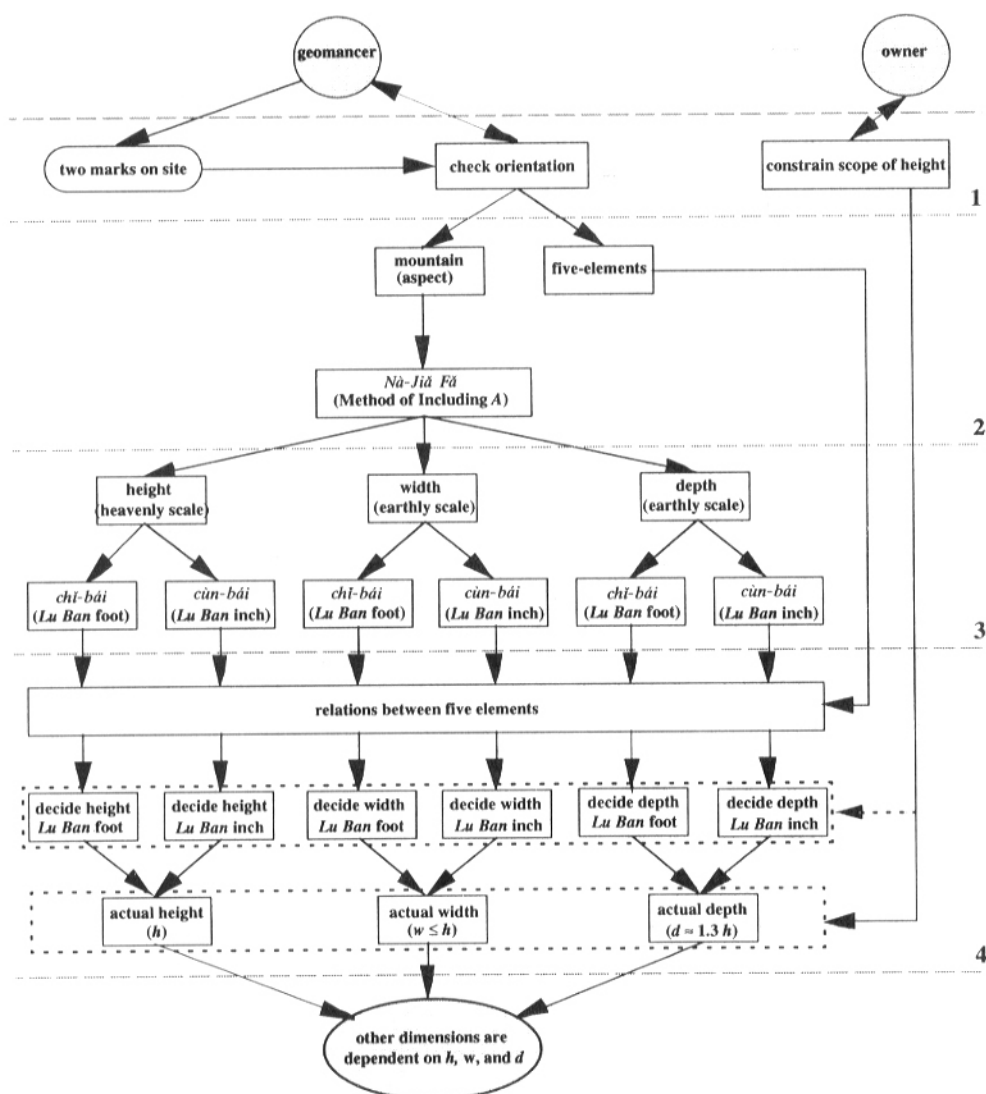 geomancer
owner
two marks on site
check orientation
constrain scope of height
1
mountain
(aspect)
five-elements
Nà-Jiǎ Fǎ
(Method of Including A)
2
height
(heavenly scale)
width
(earthly scale)
depth
(earthly scale)
chǐ-bái
(Lu Ban foot)
cùn-bái
(Lu Ban inch)
chǐ-bái
(Lu Ban foot)
cùn-bái
(Lu Ban inch)
chǐ-bái
(Lu Ban foot)
cùn-bái
(Lu Ban inch)
3
relations between five elements
decide height
Lu Ban foot
decide height
Lu Ban inch
decide width
Lu Ban foot
decide width
Lu Ban inch
decide depth
Lu Ban foot
decide depth
Lu Ban inch
actual height
(h)
actual width
(w ≤ h)
actual depth
(d ≈ 1.3 h)
4
other dimensions are
dependent on h, w, and d